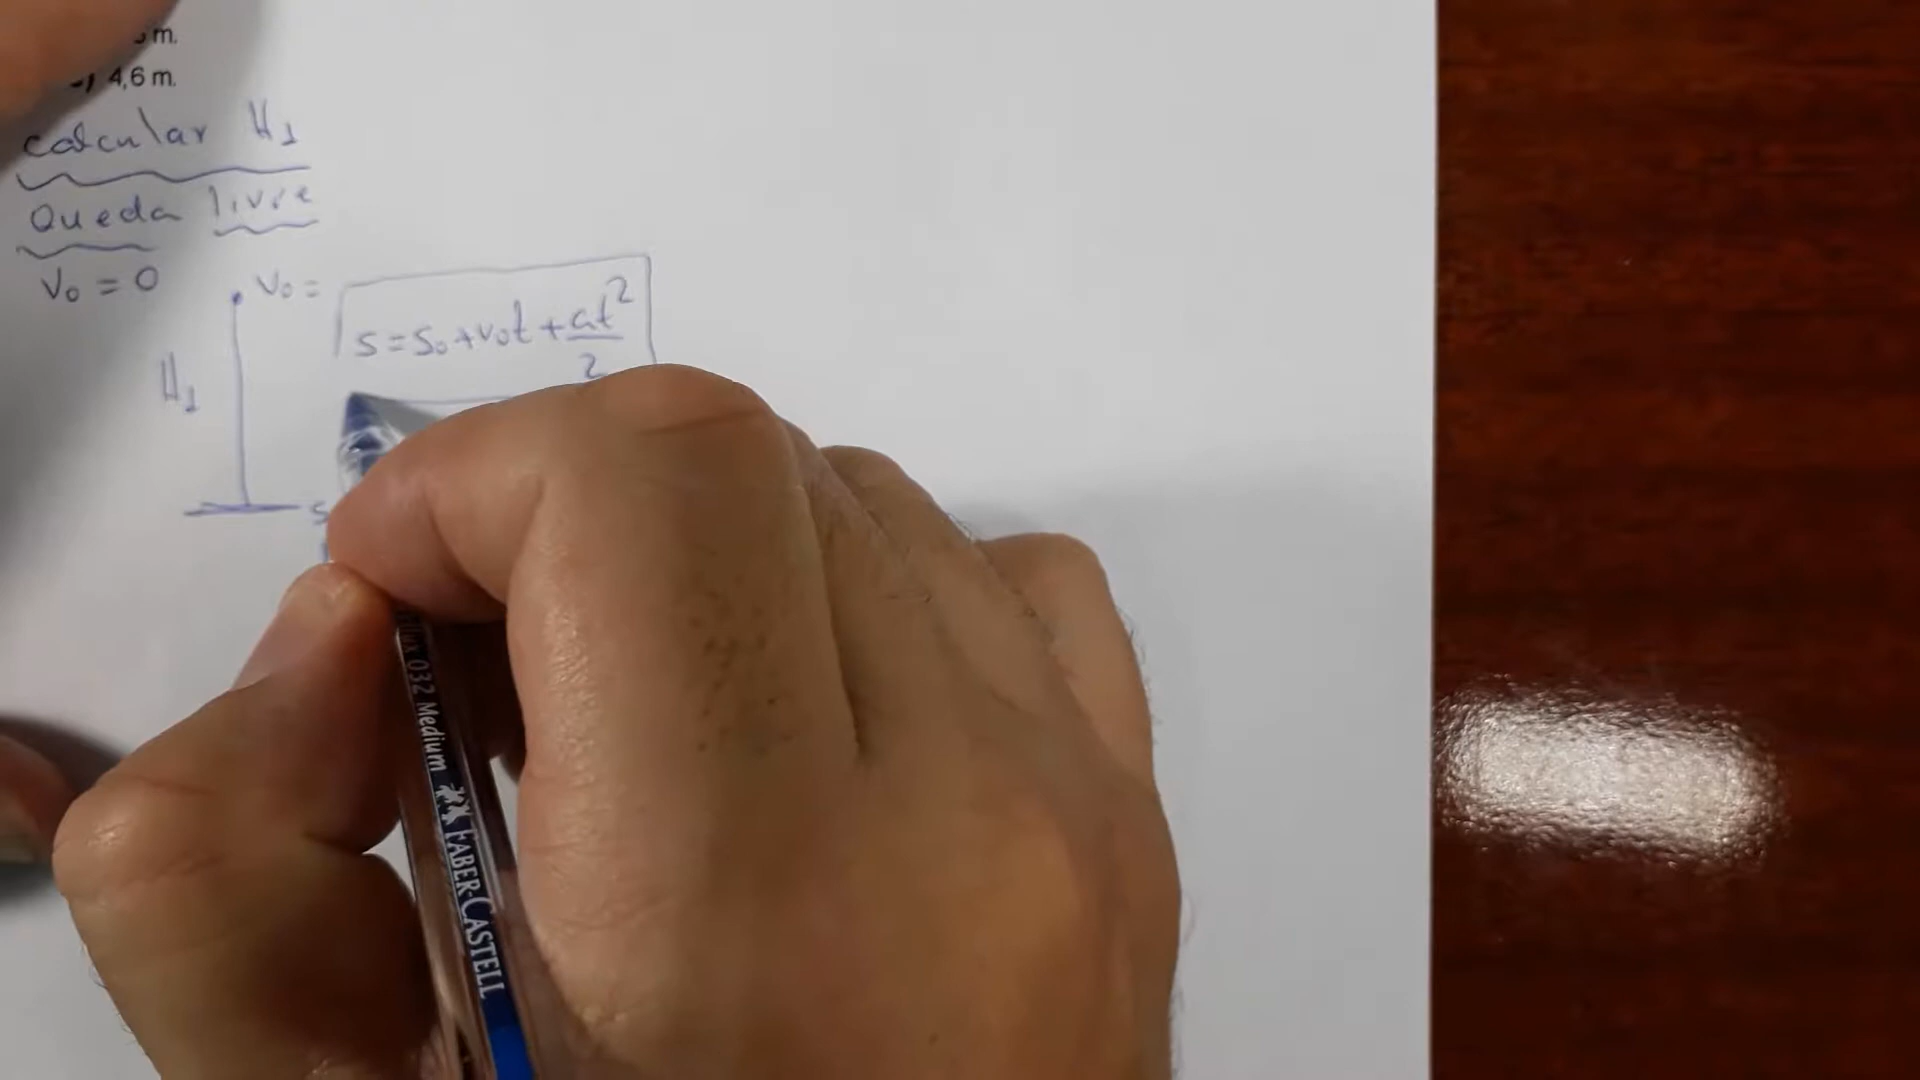 m.
4,6 m.
calcular H₁
Queda livre
V₀ = 0
V₀ =
S = S₀ + V₀t + at²/2
H₁
S
032 Medium FABER-CASTELL